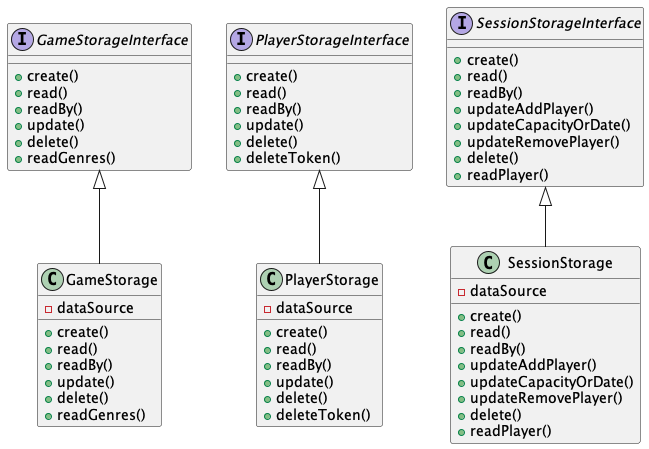 I GameStorageInterface
create()
read()
readBy()
update()
delete()
readGenres()
I PlayerStorageInterface
create()
read()
readBy()
update()
delete()
deleteToken()
I SessionStorageInterface
create()
read()
readBy()
updateAddPlayer()
updateCapacityOrDate()
updateRemovePlayer()
delete()
readPlayer()
C GameStorage
dataSource
create()
read()
readBy()
update()
delete()
readGenres()
C PlayerStorage
dataSource
create()
read()
readBy()
update()
delete()
deleteToken()
C SessionStorage
dataSource
create()
read()
readBy()
updateAddPlayer()
updateCapacityOrDate()
updateRemovePlayer()
delete()
readPlayer()